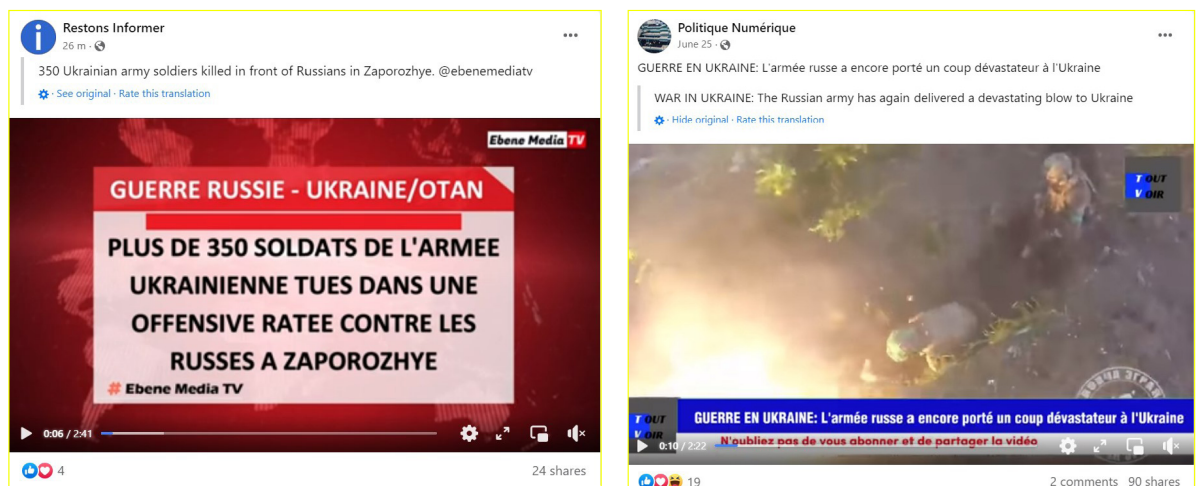 Restons Informer
26 m ·
350 Ukrainian army soldiers killed in front of Russians in Zaporozhye. @ebenemediatv
· See original · Rate this translation
Ebene Media TV
GUERRE RUSSIE - UKRAINE/OTAN
PLUS DE 350 SOLDATS DE L'ARMEE
UKRAINIENNE TUES DANS UNE
OFFENSIVE RATEE CONTRE LES
RUSSES A ZAPOROZHYE
# Ebene Media TV
0:06 / 2:41
4
24 shares
Politique Numérique
June 25 ·
GUERRE EN UKRAINE: L'armée russe a encore porté un coup dévastateur à l'Ukraine
WAR IN UKRAINE: The Russian army has again delivered a devastating blow to Ukraine
· Hide original · Rate this translation
TOUT
VOIR
TOUT
VOIR
GUERRE EN UKRAINE: L'armée russe a encore porté un coup dévastateur à l'Ukraine
N'oubliez pas de vous abonner et de partager la vidéo
0:10 / 2:22
19
2 comments 90 shares